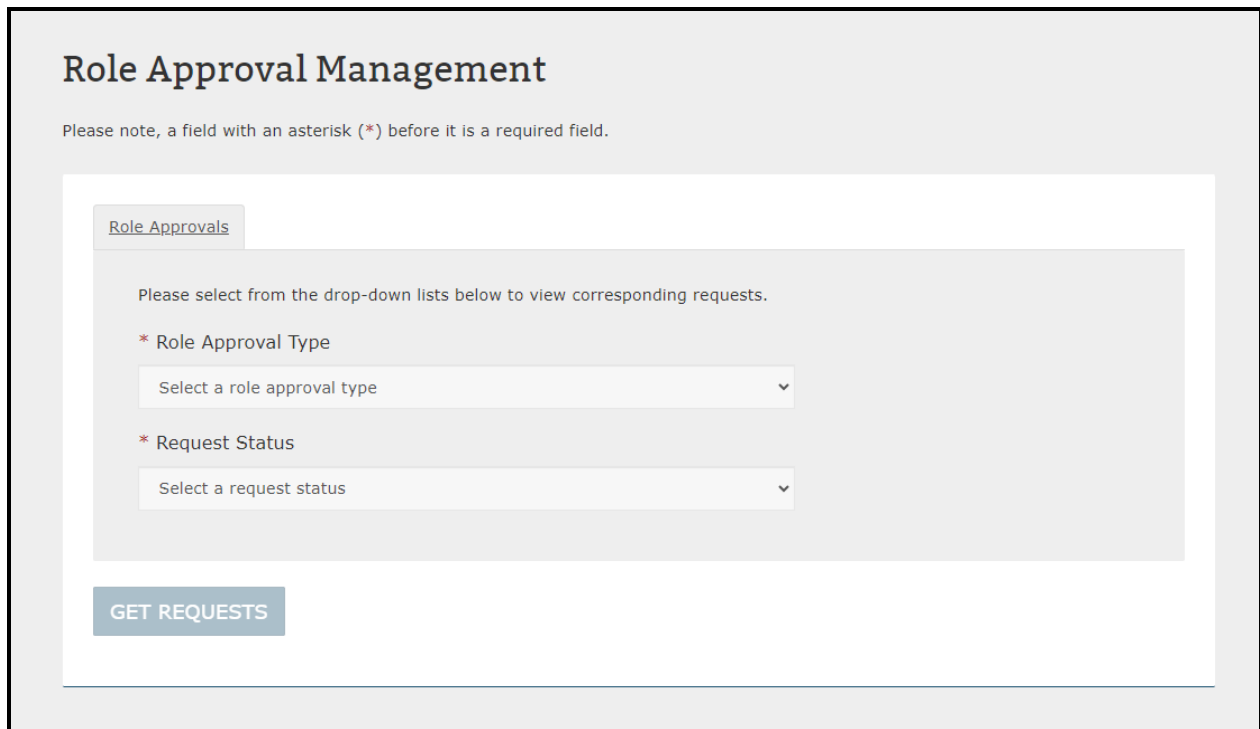 Role Approval Management
Please note, a field with an asterisk (*) before it is a required field.
Role Approvals
Please select from the drop-down lists below to view corresponding requests.
* Role Approval Type
Select a role approval type
* Request Status
Select a request status
GET REQUESTS